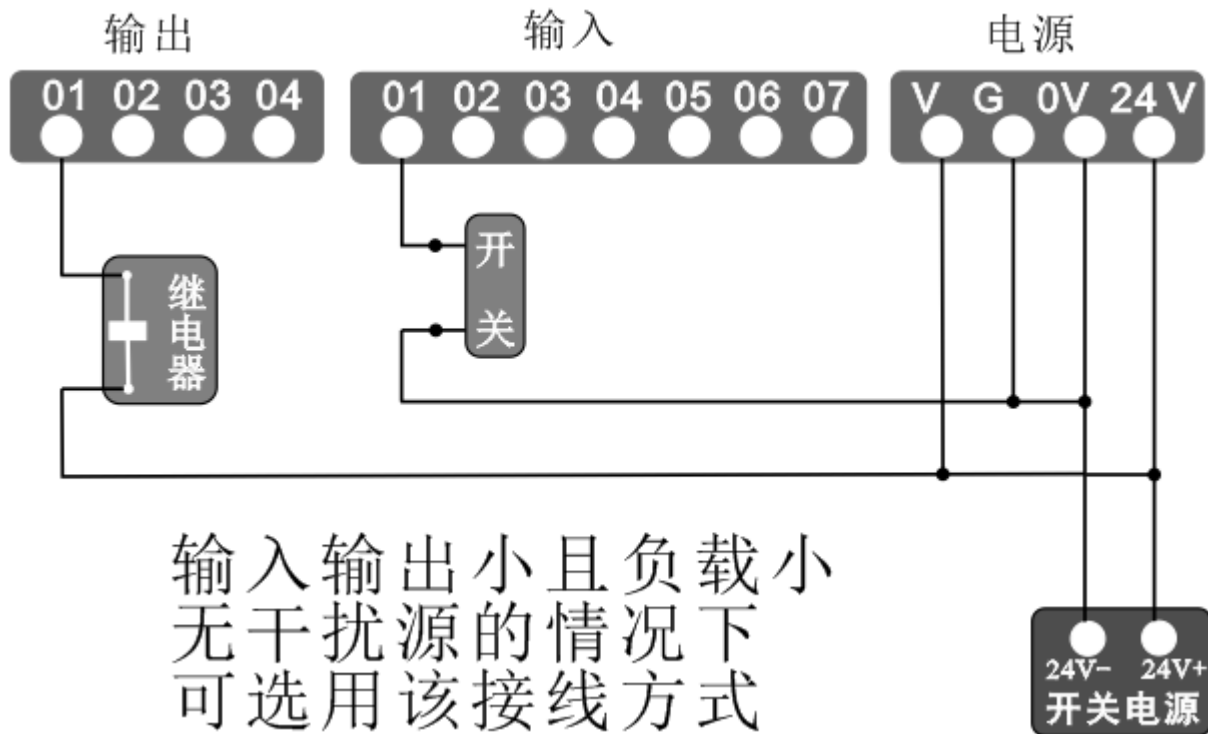 输出
输入
电源
01 02 03 04
01 02 03 04 05 06 07
V G 0V 24 V
开
关
继
电
器
输入输出小且负载小
无干扰源的情况下
可选用该接线方式
24V- 24V+
开关电源